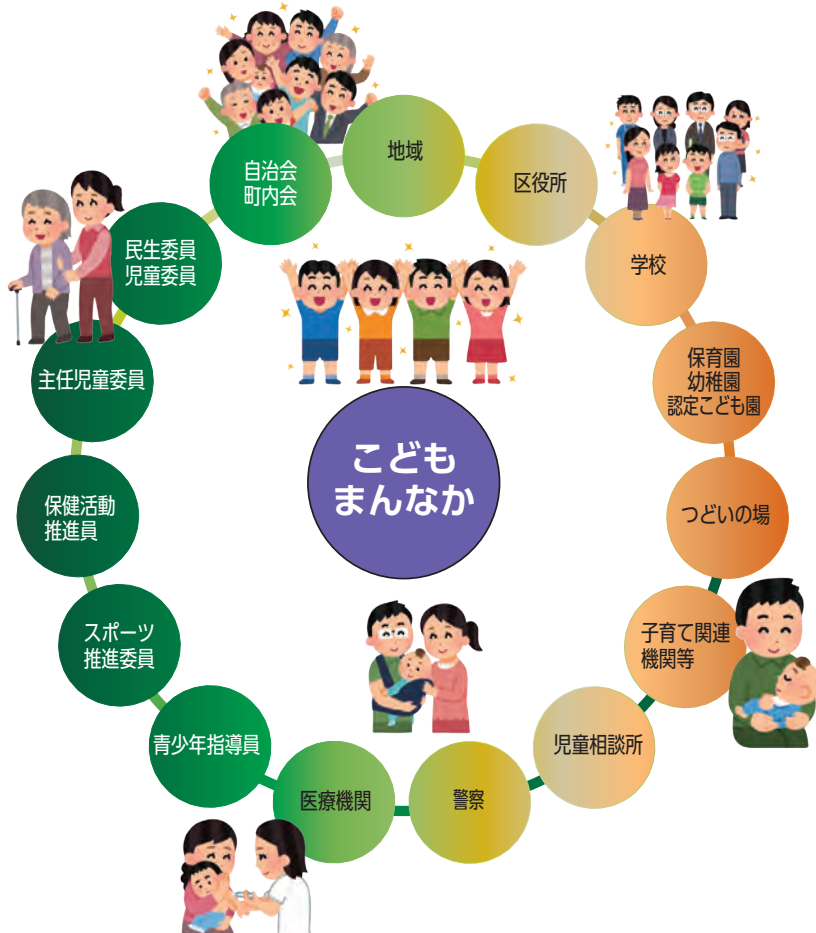 地域
区役所
学校
保育園
幼稚園
認定こども園
つどいの場
子育て関連
機関等
児童相談所
警察
医療機関
青少年指導員
スポーツ
推進委員
保健活動
推進員
主任児童委員
民生委員
児童委員
自治会
町内会
こども
まんなか